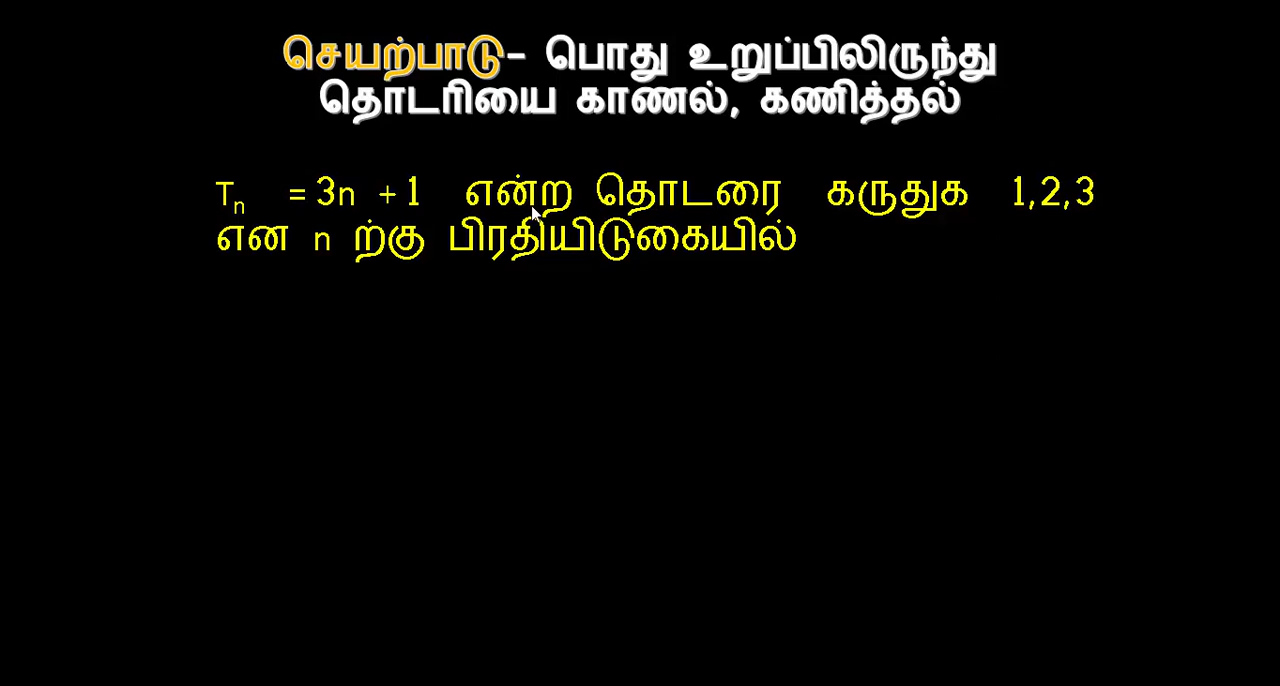 செயற்பாடு- பொது உறுப்பிலிருந்து
தொடரியை காணல், கணித்தல்
Tn = 3n + 1 என்ற தொடரை கருதுக 1,2,3
என n ற்கு பிரதியிடுகையில்